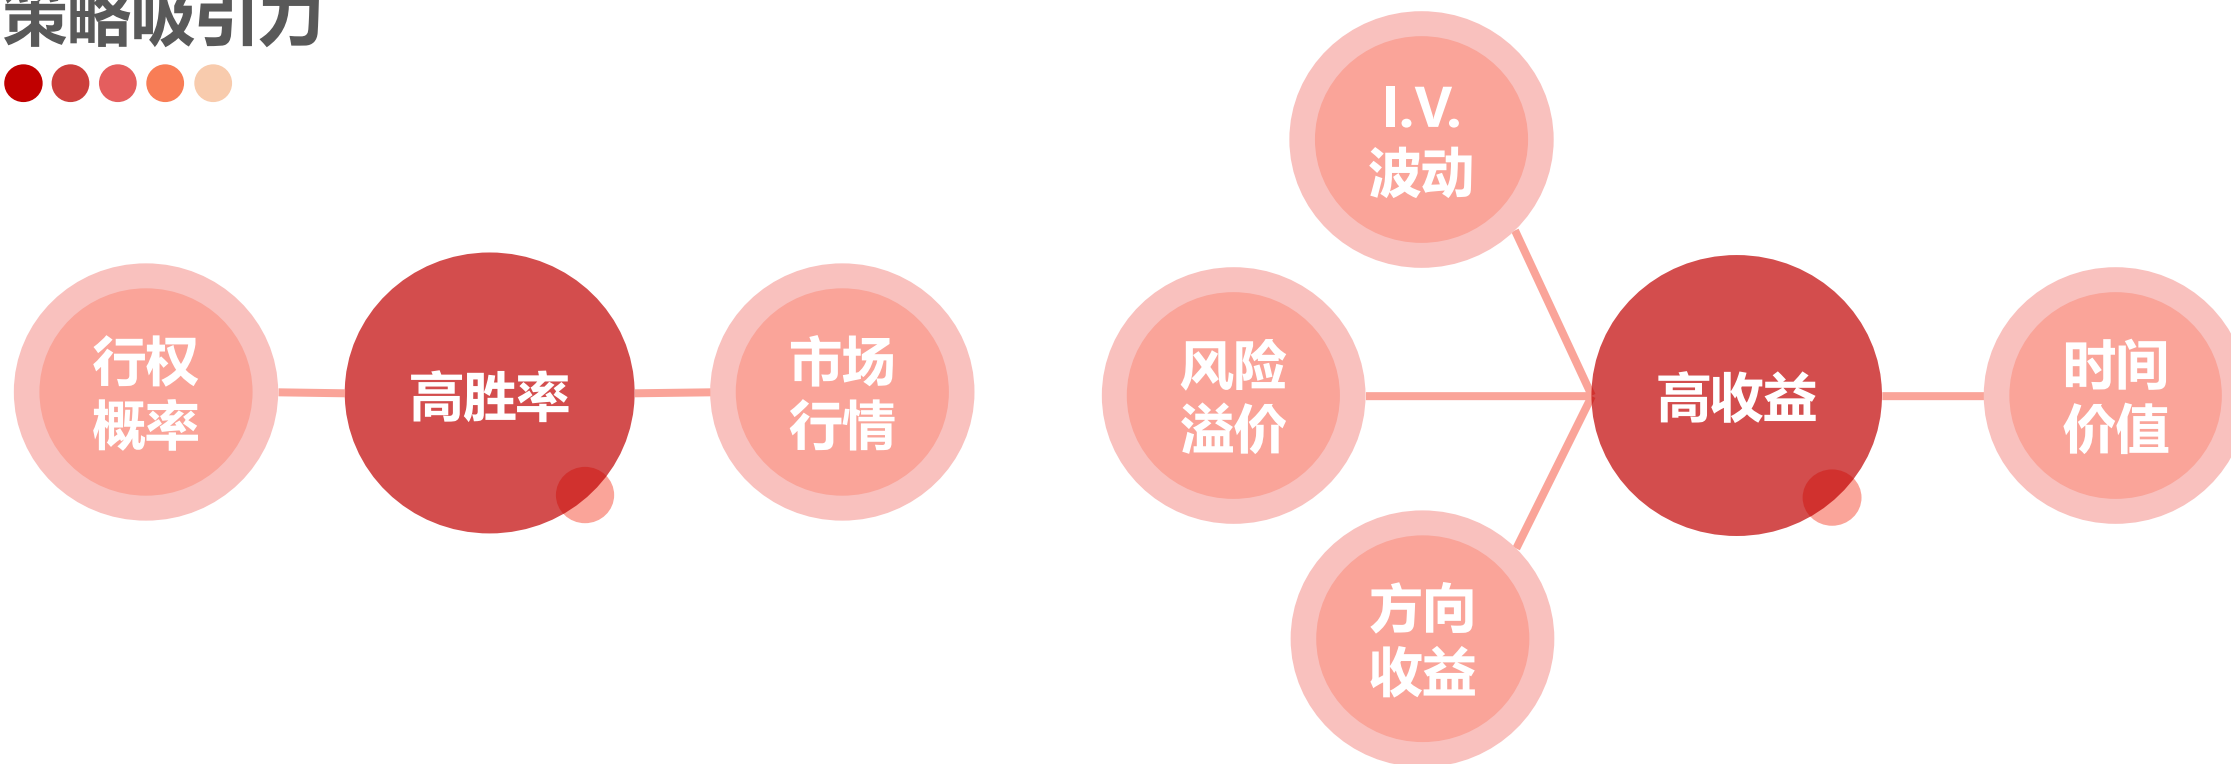 策略吸引力
行权
概率
高胜率
市场
行情
I.V.
波动
风险
溢价
方向
收益
高收益
时间
价值